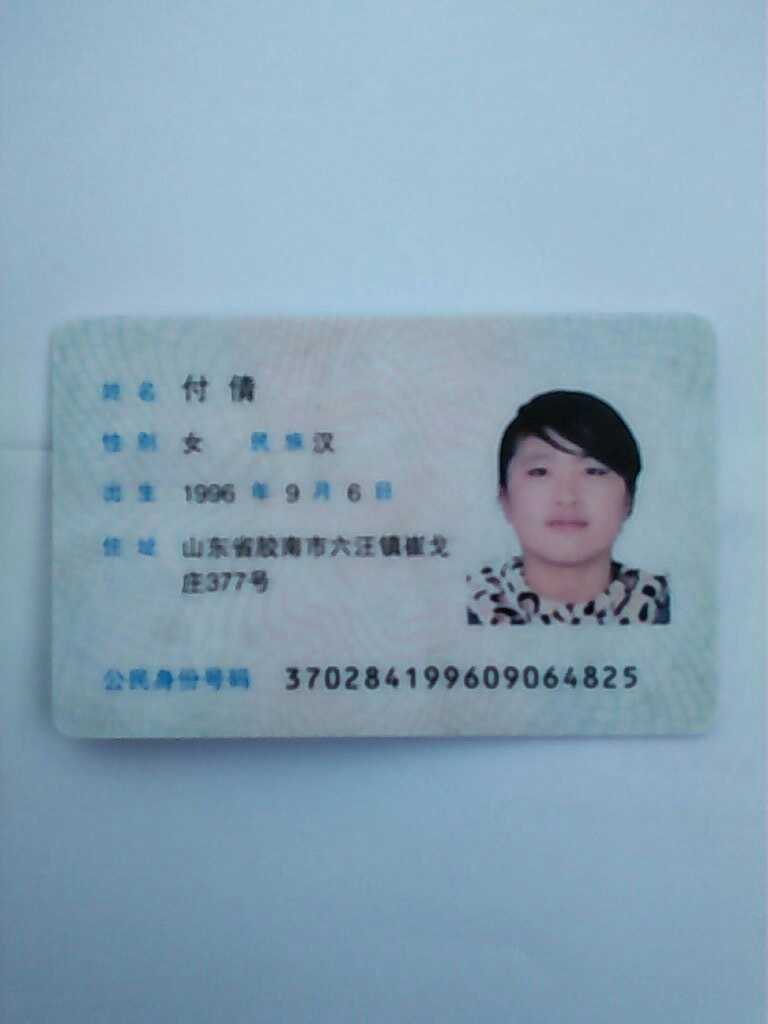 姓名 付倩
性别 女 民族 汉
出生 1996 年 9 月 6 日
住址 山东省胶南市六汪镇崔戈
庄377号
公民身份号码 370284199609064825